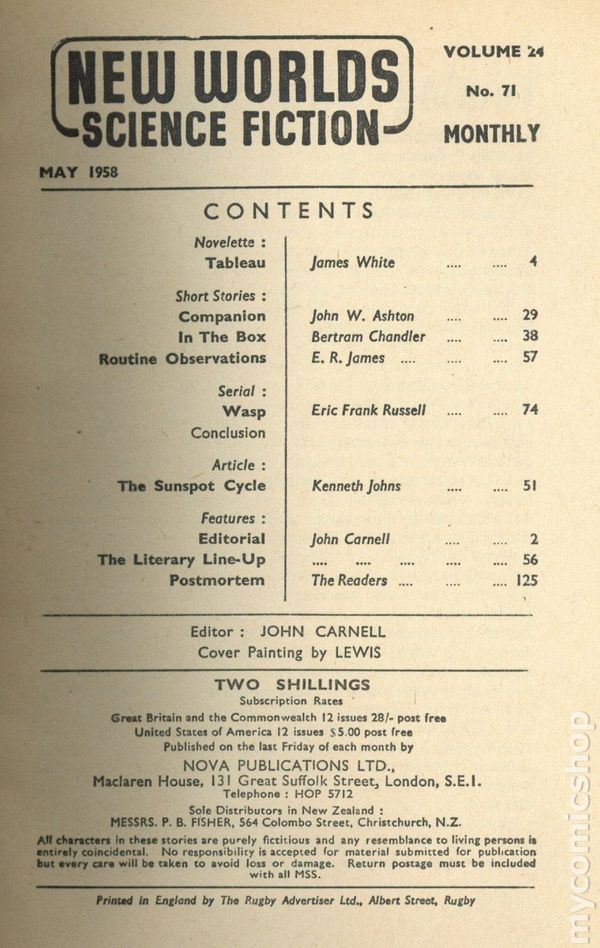 NEW WORLDS
SCIENCE FICTION
VOLUME 24
No. 71
MONTHLY
MAY 1958
CONTENTS
Novelette :
Tableau James White .... .... 4
Short Stories :
Companion John W. Ashton .... .... 29
In The Box Bertram Chandler .... .... 38
Routine Observations E. R. James .... .... .... 57
Serial :
Wasp Eric Frank Russell .... .... 74
Conclusion
Article :
The Sunspot Cycle Kenneth Johns .... .... 51
Features :
Editorial John Carnell .... .... 2
The Literary Line-Up .... .... .... .... .... 56
Postmortem The Readers .... .... .... 125
Editor : JOHN CARNELL
Cover Painting by LEWIS
TWO SHILLINGS
Subscription Rates
Great Britain and the Commonwealth 12 issues 28/- post free
United States of America 12 issues $5.00 post free
Published on the last Friday of each month by
NOVA PUBLICATIONS LTD.,
Maclaren House, 131 Great Suffolk Street, London, S.E.1.
Telephone : HOP 5712
Sole Distributors in New Zealand :
MESSRS. P. B. FISHER, 564 Colombo Street, Christchurch, N.Z.
All characters in these stories are purely fictitious and any resemblance to living persons is
entirely coincidental. No responsibility is accepted for material submitted for publication
but every care will be taken to avoid loss or damage. Return postage must be included
with all MSS.
Printed in England by The Rugby Advertiser Ltd., Albert Street, Rugby
mycomicshop